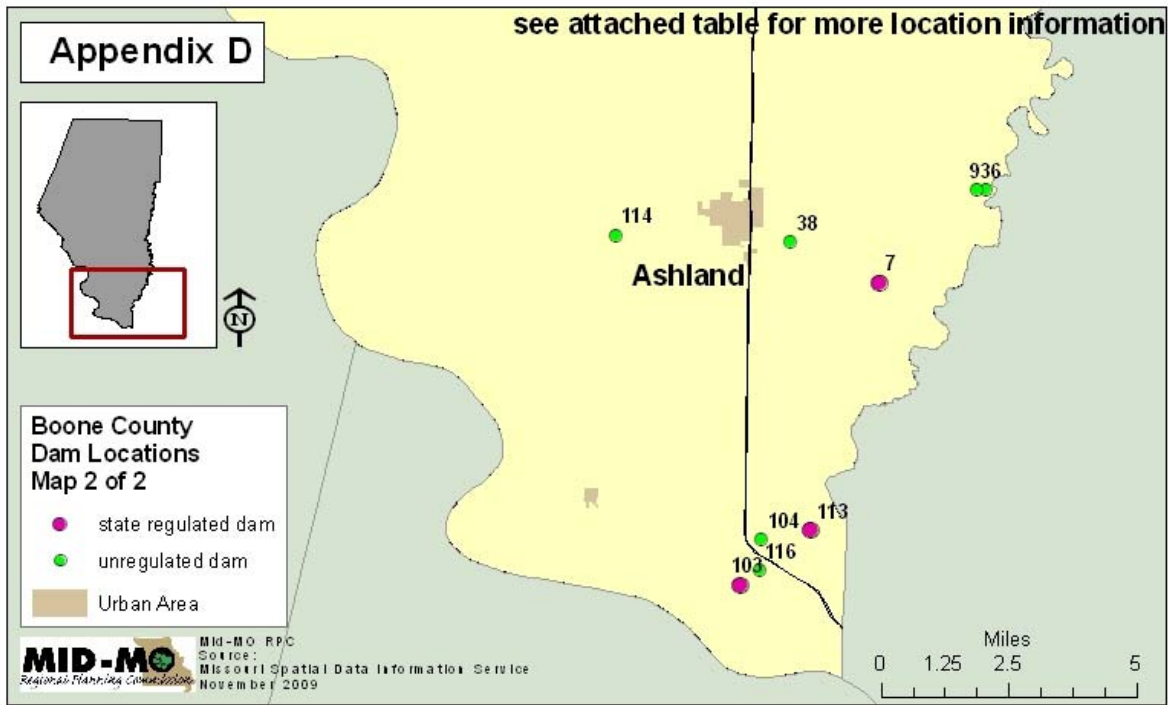 see attached table for more location information
Appendix D
N
936
114
38
7
Ashland
Boone County
Dam Locations
Map 2 of 2
state regulated dam
unregulated dam
Urban Area
113
104
116
103
MID-MO
Regional Planning Commission
Mid-MO RPC
Source:
Missouri Spatial Data Information Service
November 2009
Miles
0 1.25 2.5 5